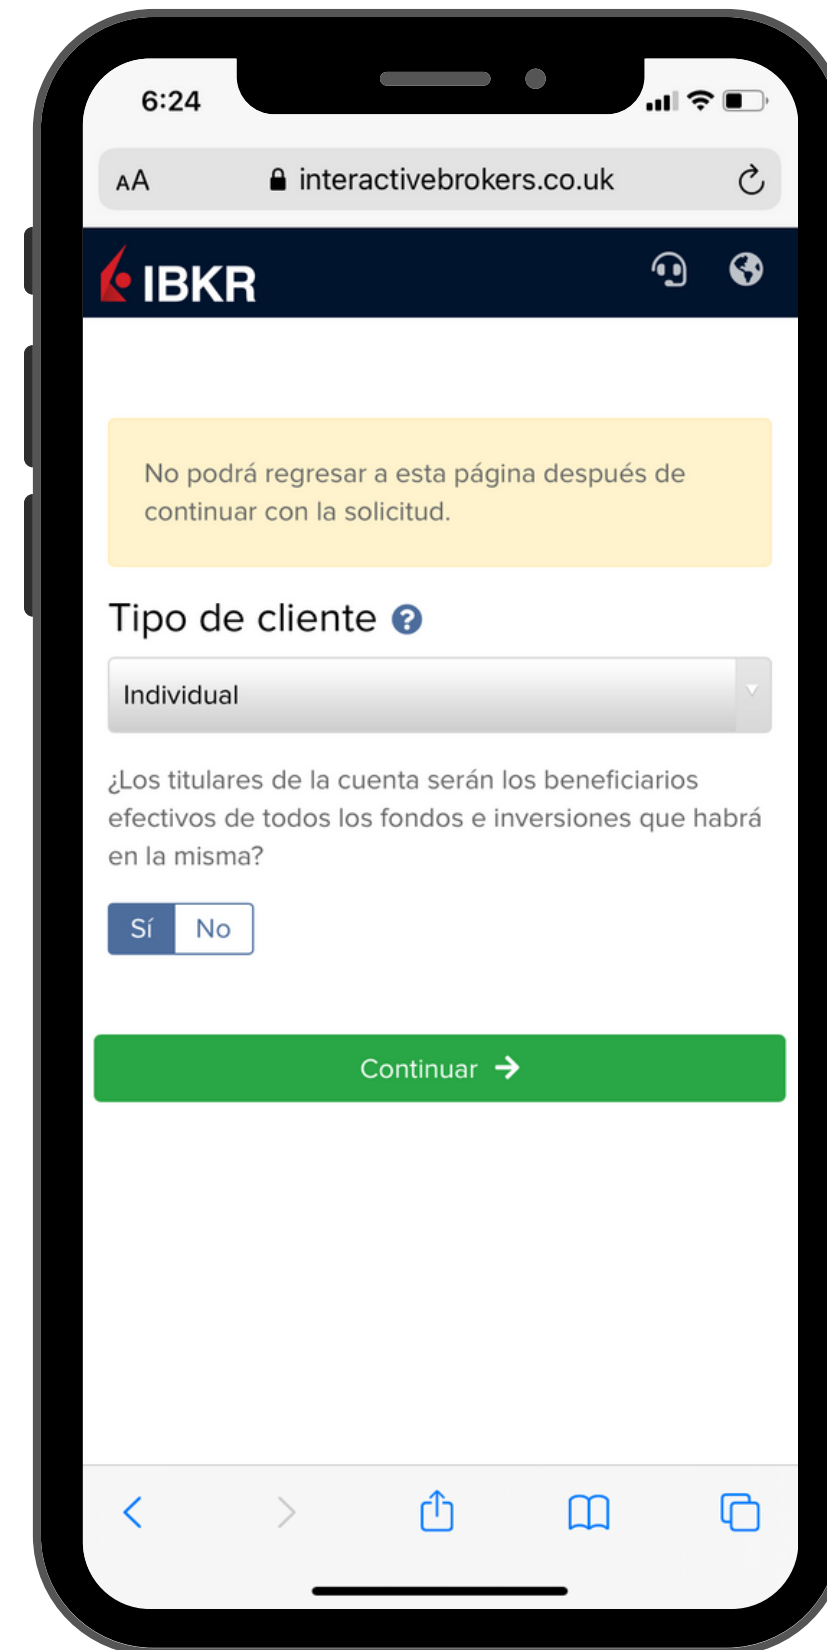 6:24
AA interactivebrokers.co.uk
IBKR
No podrá regresar a esta página después de
continuar con la solicitud.
Tipo de cliente ?
Individual
¿Los titulares de la cuenta serán los beneficiarios
efectivos de todos los fondos e inversiones que habrá
en la misma?
Sí No
Continuar →